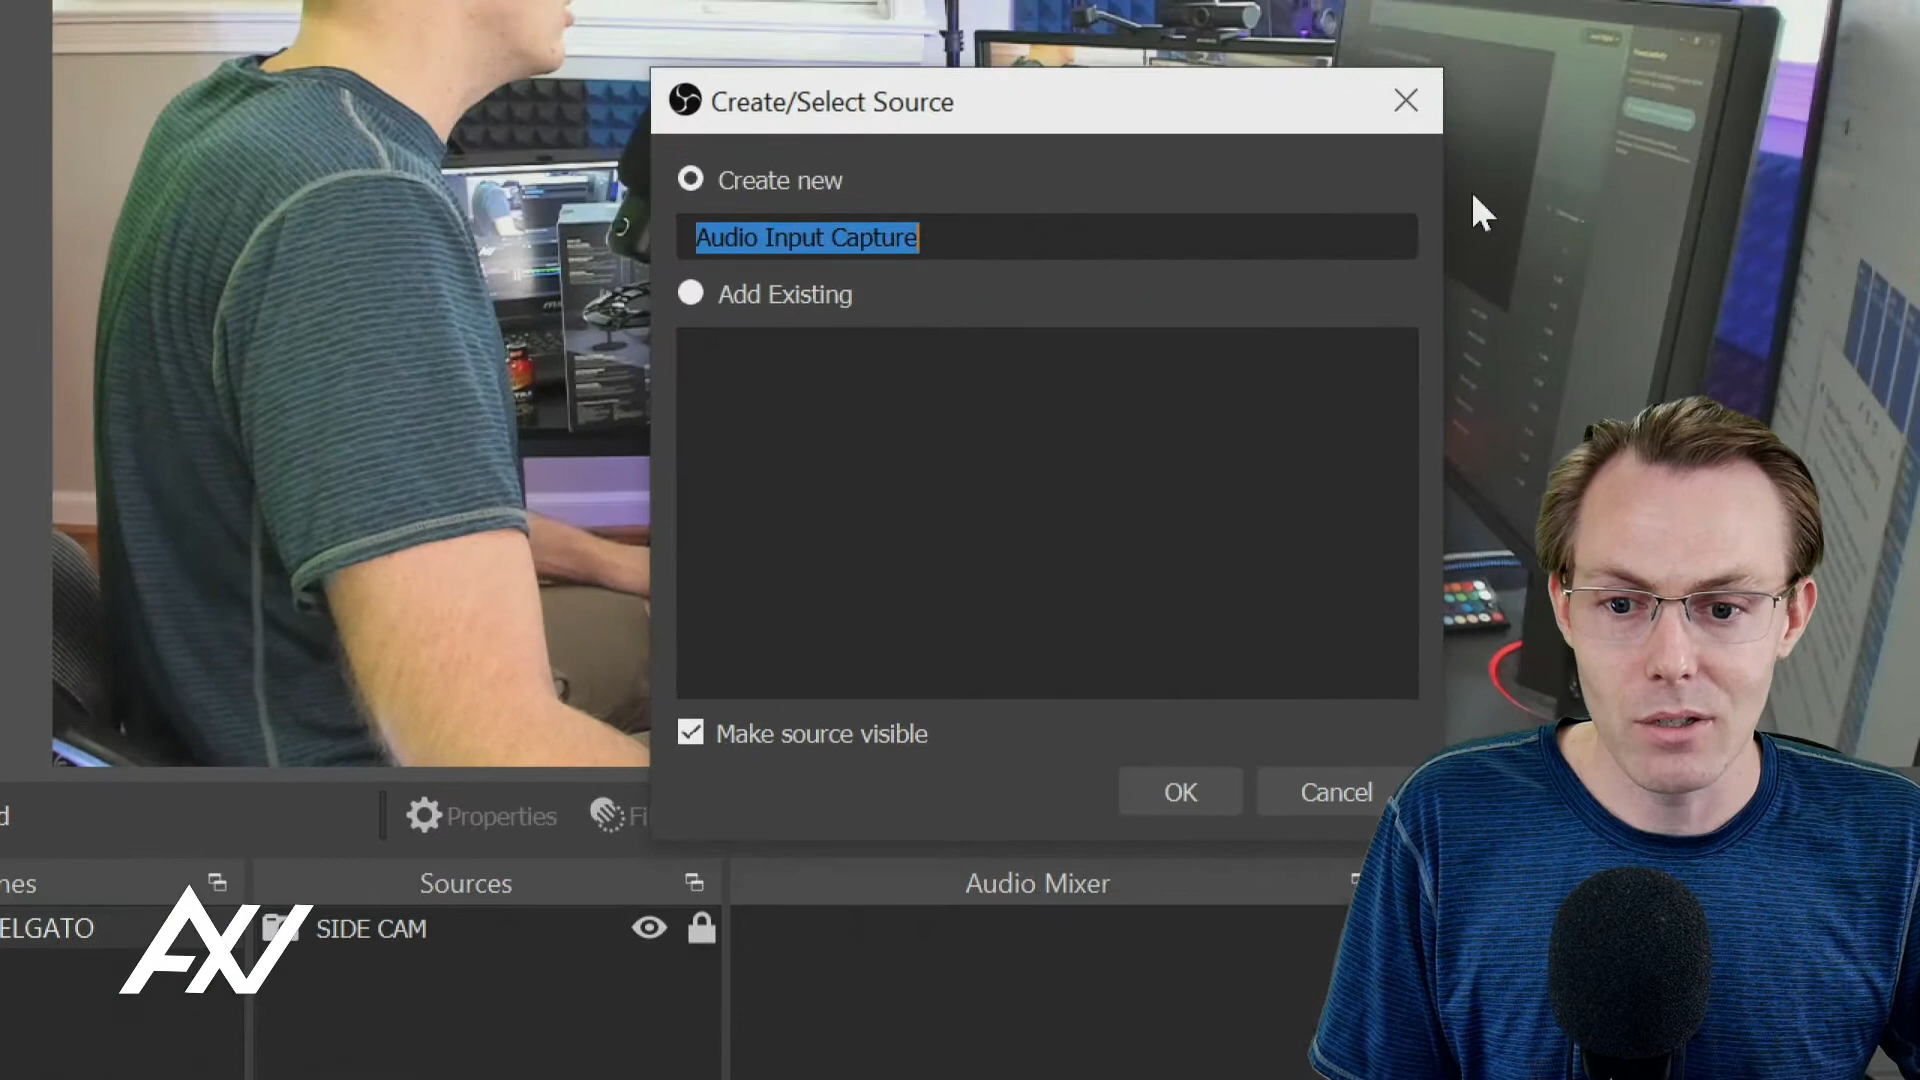 Create/Select Source
Create new
Audio Input Capture
Add Existing
Make source visible
OK
Cancel
d
Properties
Fi
nes
Sources
Audio Mixer
ELGATO
SIDE CAM